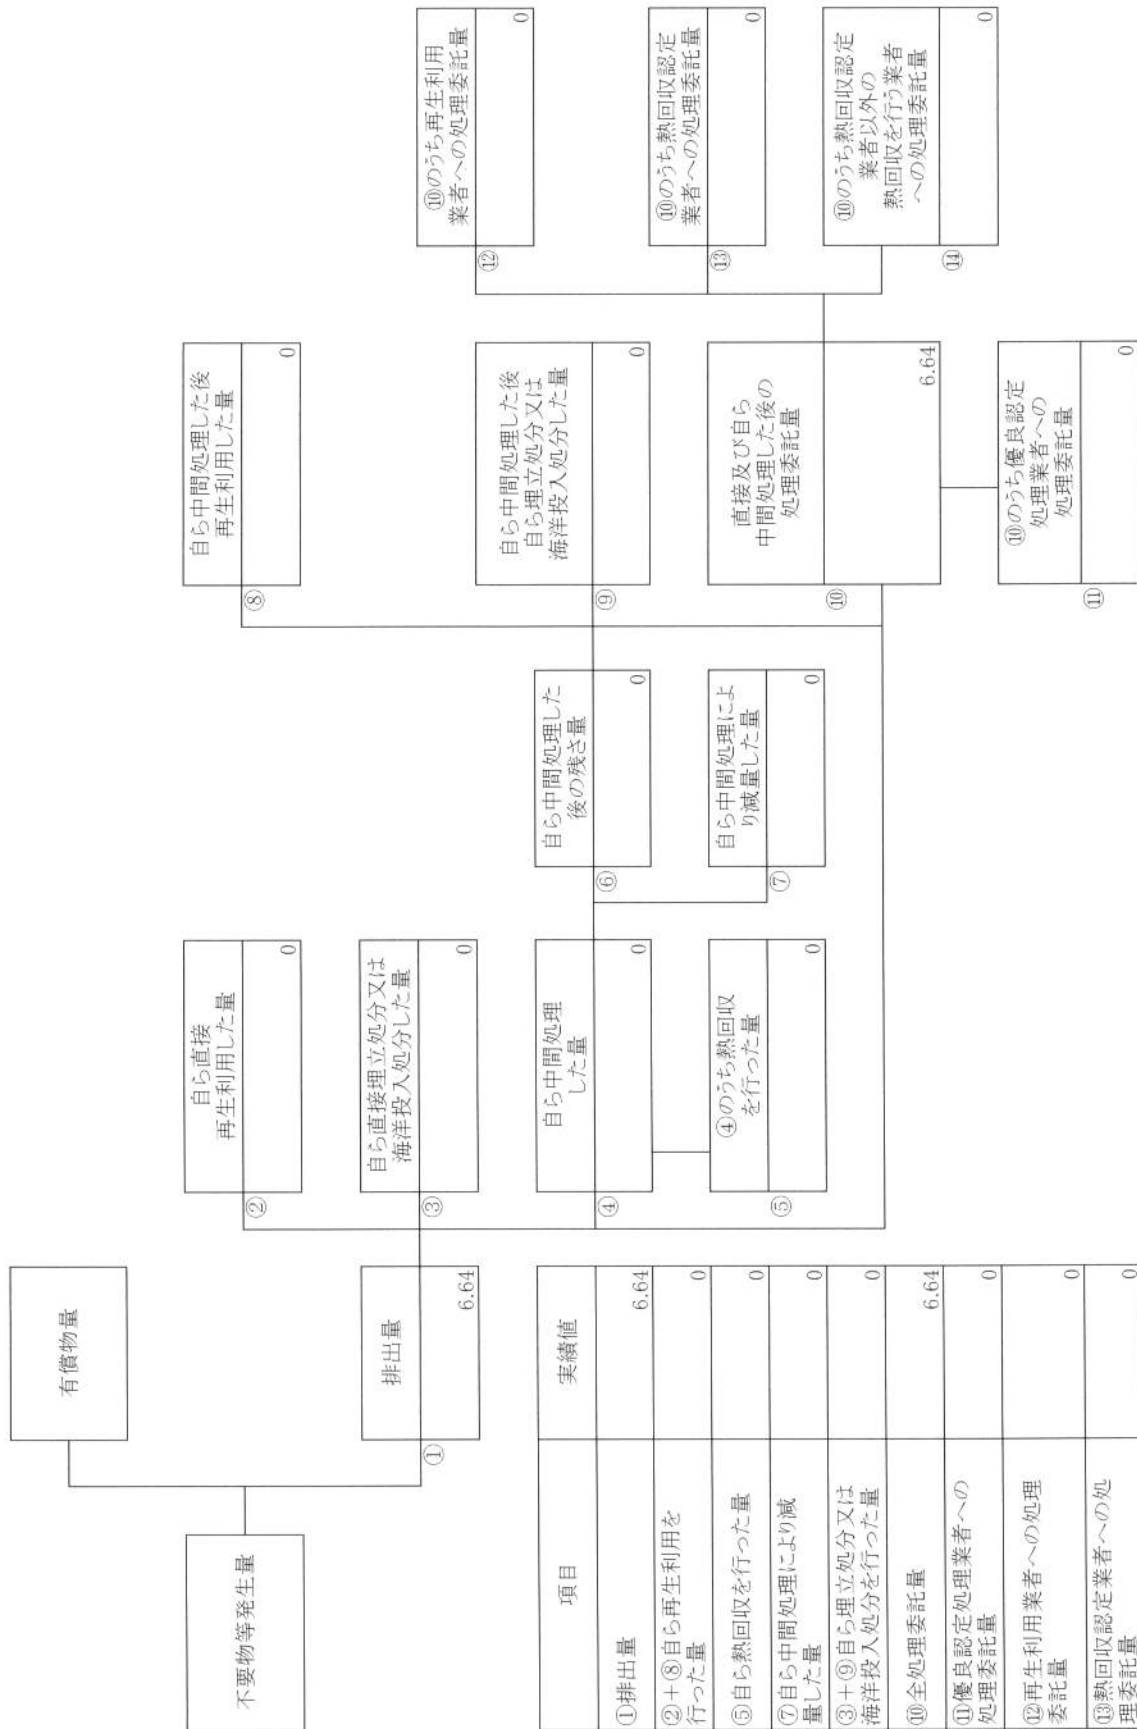 不要物等発生量
有償物量
排出量
①
6.64
自ら直接
再生利用した量
②
0
自ら直接埋立処分又は
海洋投入処分した量
③
0
自ら中間処理
した量
④
0
④のうち熱回収
を行った量
⑤
0
自ら中間処理した
後の残さ量
⑥
0
自ら中間処理によ
り減量した量
⑦
0
自ら中間処理した後
再生利用した量
⑧
0
自ら中間処理した後
自ら埋立処分又は
海洋投入処分した量
⑨
0
直接及び自ら
中間処理した後の
処理委託量
⑩
6.64
⑩のうち優良認定
処理業者への
処理委託量
⑪
0
⑩のうち再生利用
業者への処理委託量
⑫
0
⑩のうち熱回収認定
業者への処理委託量
⑬
0
⑩のうち熱回収認定
業者以外の
熱回収を行う業者
への処理委託量
⑭
0
項目
実績値
①排出量
6.64
②+⑧自ら再生利用を
行った量
0
⑤自ら熱回収を行った量
0
⑦自ら中間処理により減
量した量
0
③+⑨自ら埋立処分又は
海洋投入処分を行った量
0
⑩全処理委託量
6.64
⑪優良認定処理業者への
処理委託量
0
⑫再生利用業者への処理
委託量
0
⑬熱回収認定業者への処
理委託量
0